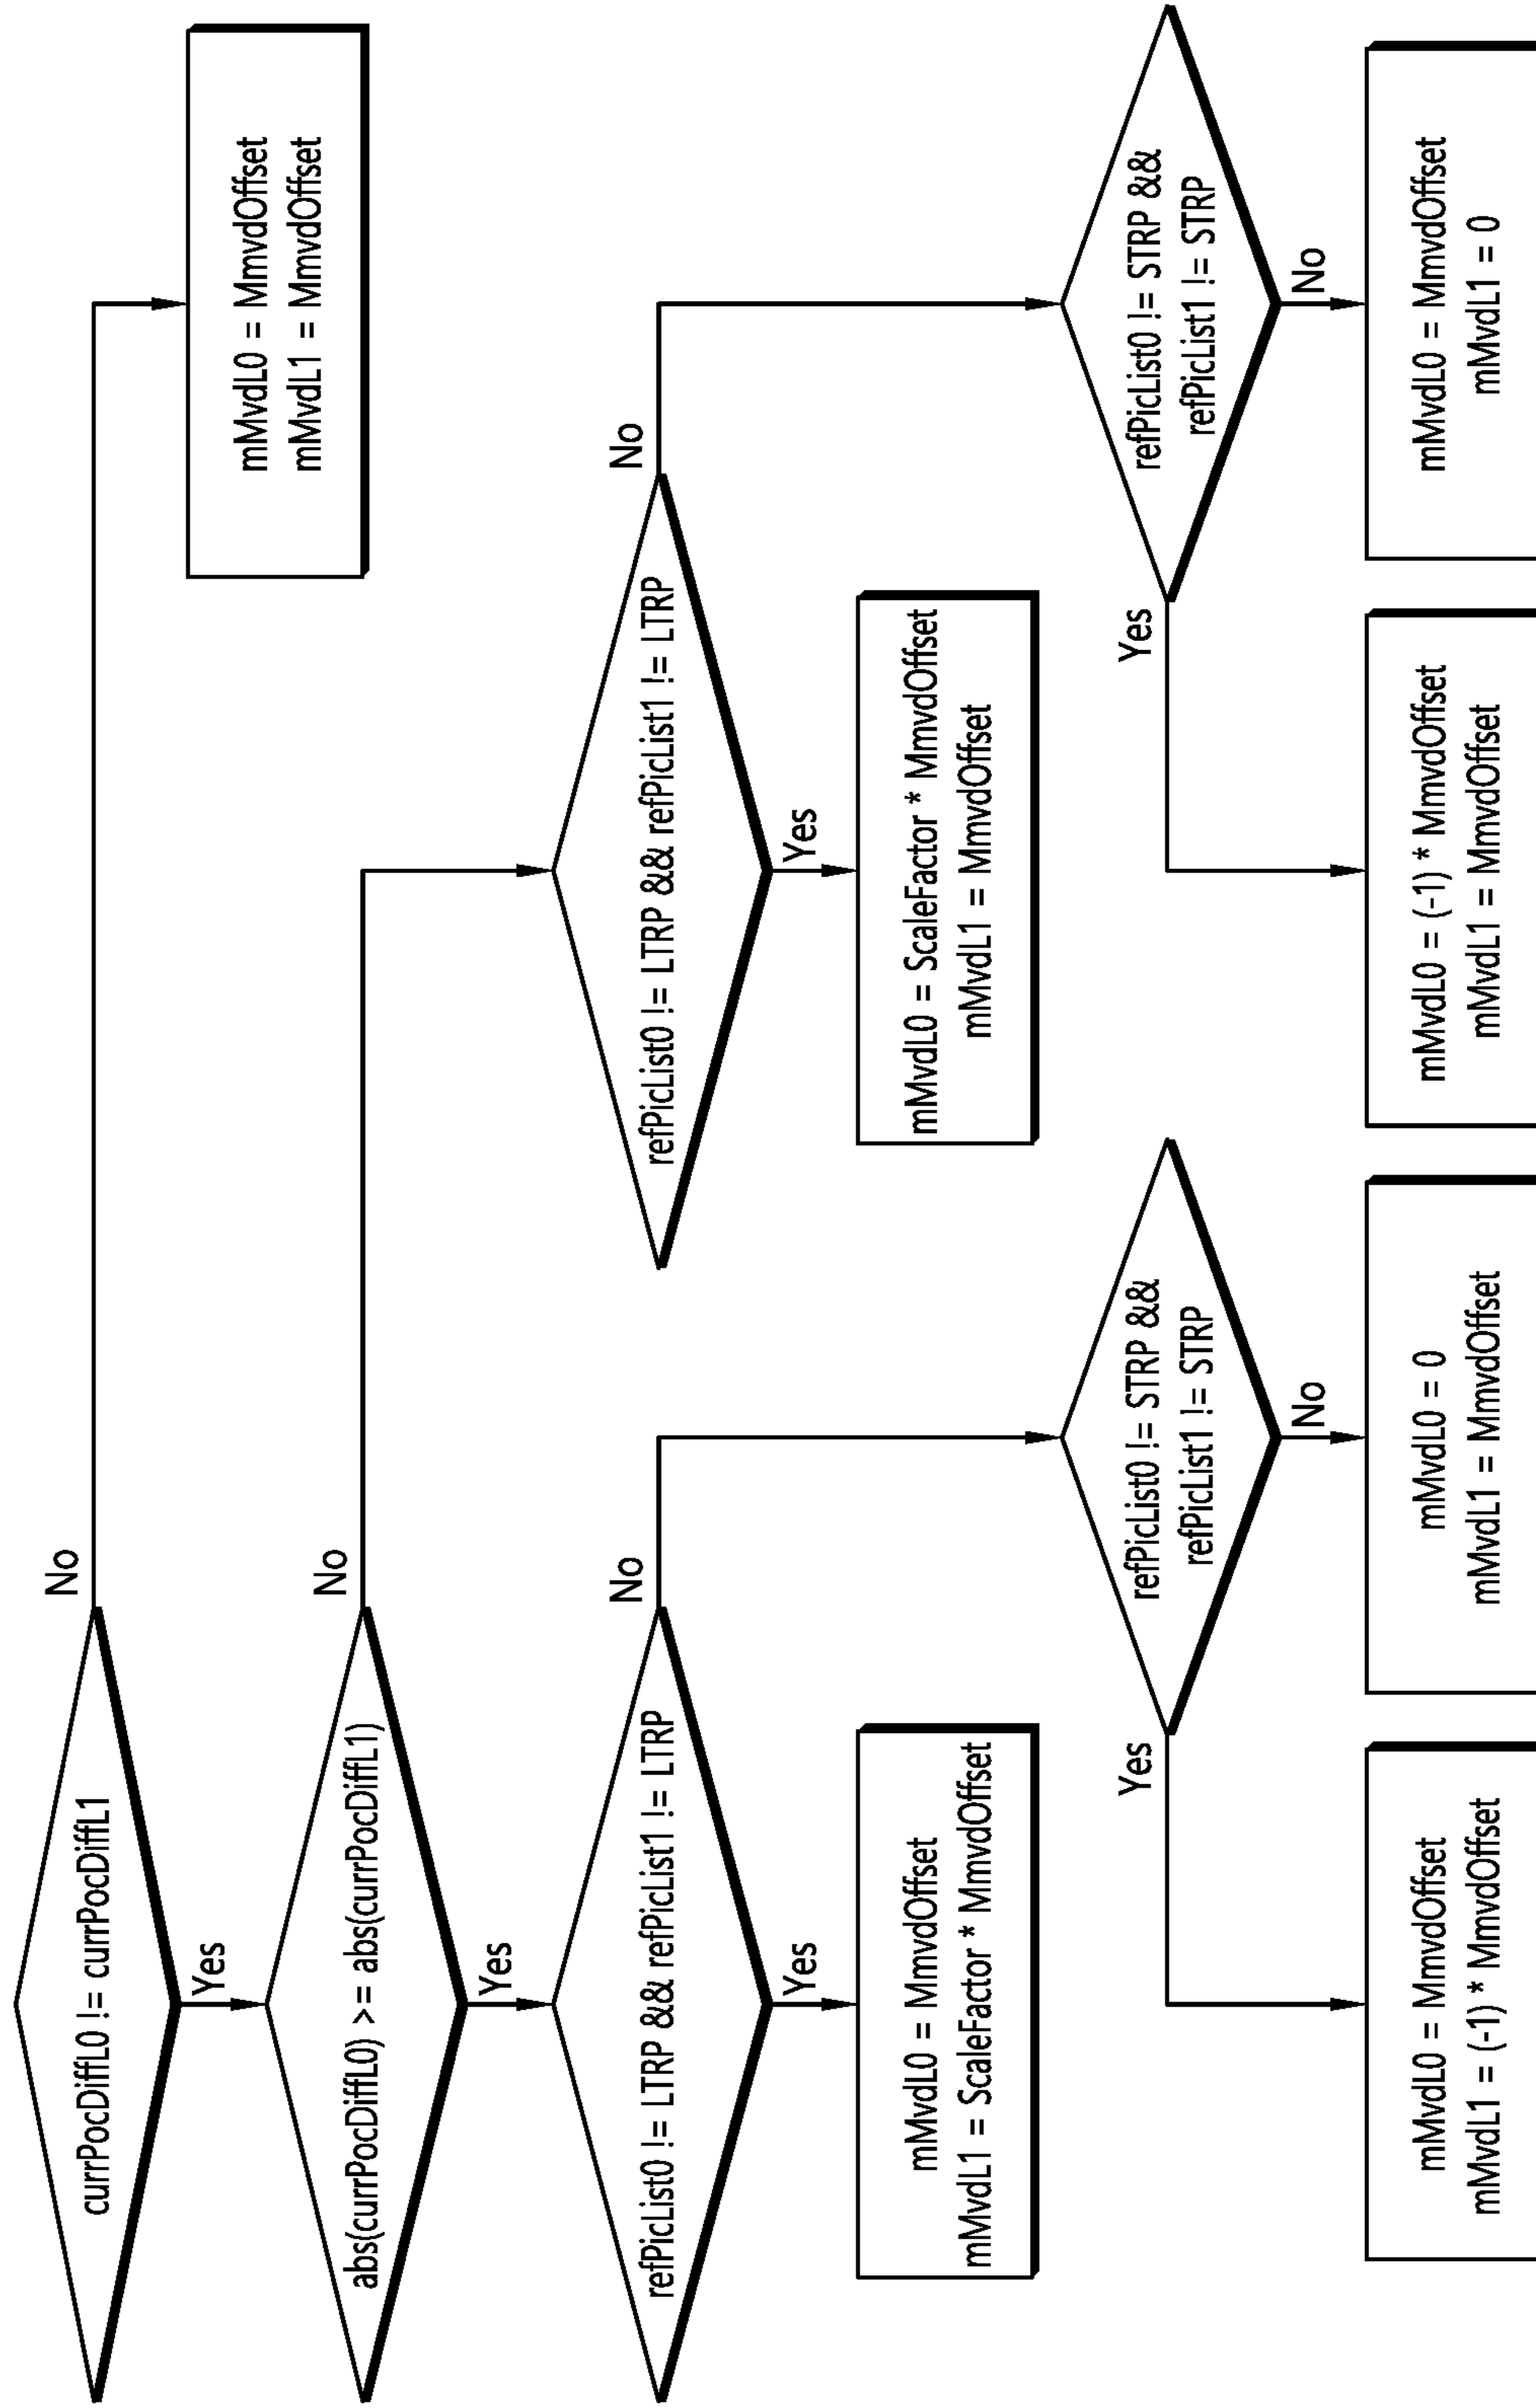 currPocDiffL0 != currPocDiffL1
No
Yes
mMvdL0 = MmvdOffset
mMvdL1 = MmvdOffset
abs(currPocDiffL0) >= abs(currPocDiffL1)
No
Yes
refPicList0 != LTRP && refPicList1 != LTRP
No
Yes
refPicList0 != LTRP && refPicList1 != LTRP
No
Yes
mMvdL0 = MmvdOffset
mMvdL1 = ScaleFactor * MmvdOffset
mMvdL0 = ScaleFactor * MmvdOffset
mMvdL1 = MmvdOffset
Yes
refPicList0 != STRP &&
refPicList1 != STRP
No
Yes
refPicList0 != STRP &&
refPicList1 != STRP
No
mMvdL0 = MmvdOffset
mMvdL1 = (-1) * MmvdOffset
mMvdL0 = 0
mMvdL1 = MmvdOffset
mMvdL0 = (-1) * MmvdOffset
mMvdL1 = MmvdOffset
mMvdL0 = MmvdOffset
mMvdL1 = 0